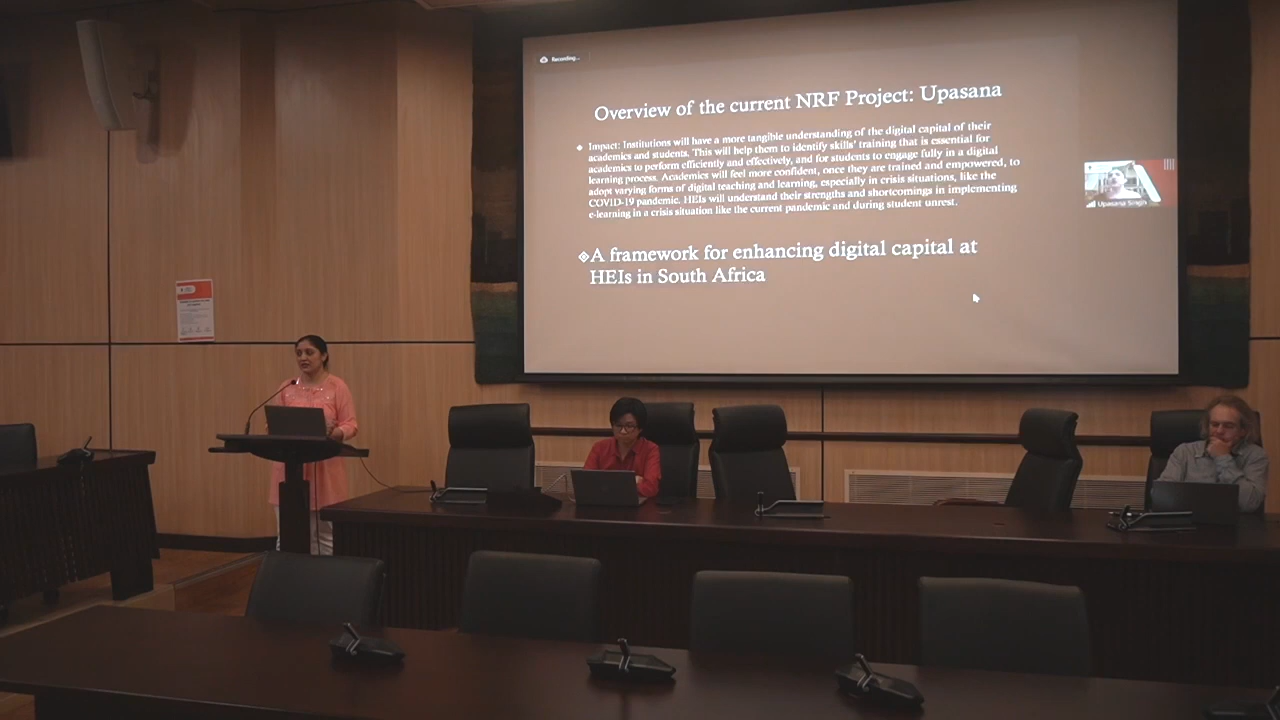 Recording...
Overview of the current NRF Project: Upasana
Impact: Institutions will have a more tangible understanding of the digital capital of their
academics and students. This will help them to identify skills' training that is essential for
academics to perform efficiently and effectively, and for students to engage fully in a digital
learning process. Academics will feel more confident, once they are trained and empowered, to
adopt varying forms of digital teaching and learning, especially in crisis situations, like the
COVID-19 pandemic. HEIs will understand their strengths and shortcomings in implementing
e-learning in a crisis situation like the current pandemic and during student unrest.
Upasana Singh
A framework for enhancing digital capital at
HEIs in South Africa